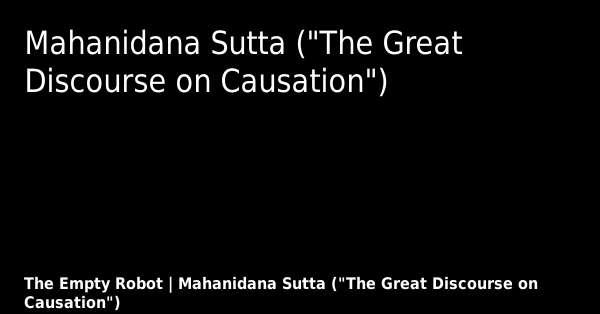 Mahanidana Sutta ("The Great
Discourse on Causation")
The Empty Robot | Mahanidana Sutta ("The Great Discourse on
Causation")